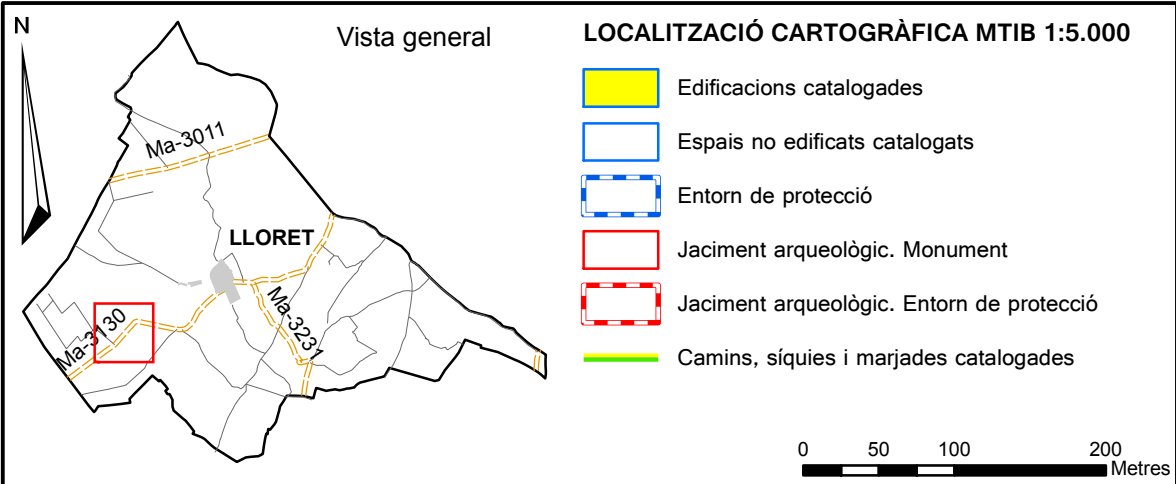 N
Vista general
Ma-3011
LLORET
Ma-3130
Ma-3231
LOCALITZACIÓ CARTOGRÀFICA MTIB 1:5.000
Edificacions catalogades
Espais no edificats catalogats
Entorn de protecció
Jaciment arqueològic. Monument
Jaciment arqueològic. Entorn de protecció
Camins, síquies i marjades catalogades
0 50 100 200
Metres